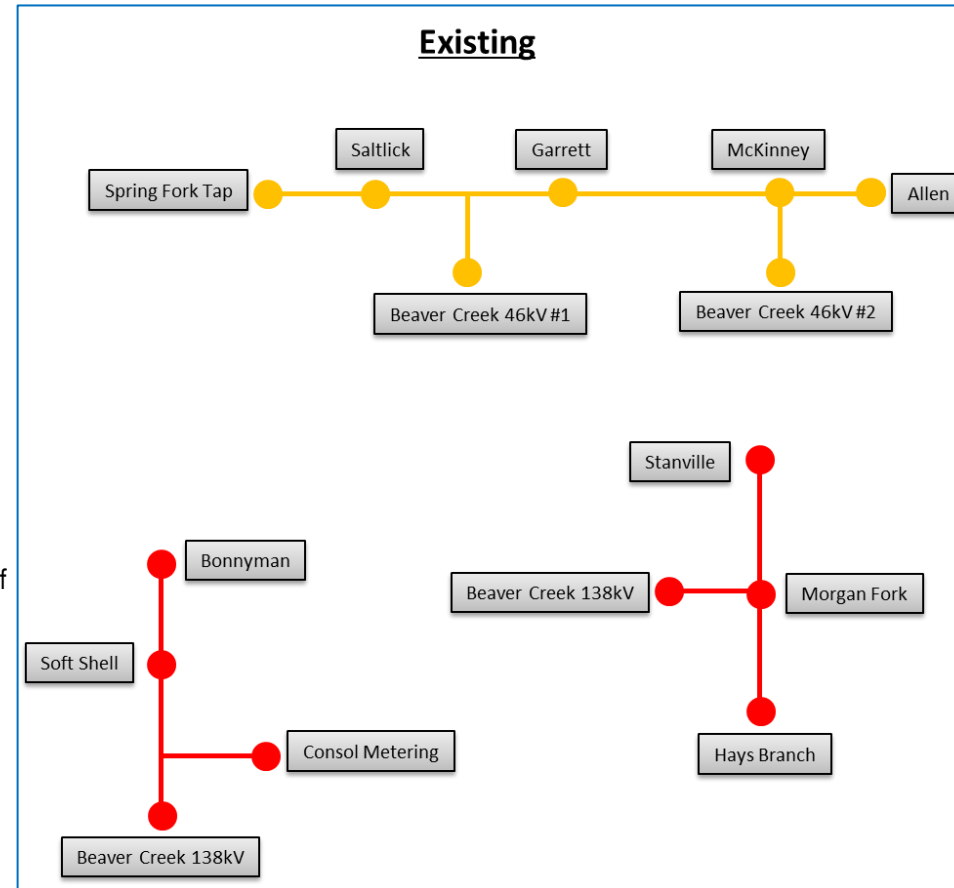 Existing
Saltlick
Garrett
McKinney
Spring Fork Tap
Allen
Beaver Creek 46kV #1
Beaver Creek 46kV #2
Stanville
Bonnyman
Beaver Creek 138kV
Morgan Fork
f
Soft Shell
Consol Metering
Hays Branch
Beaver Creek 138kV